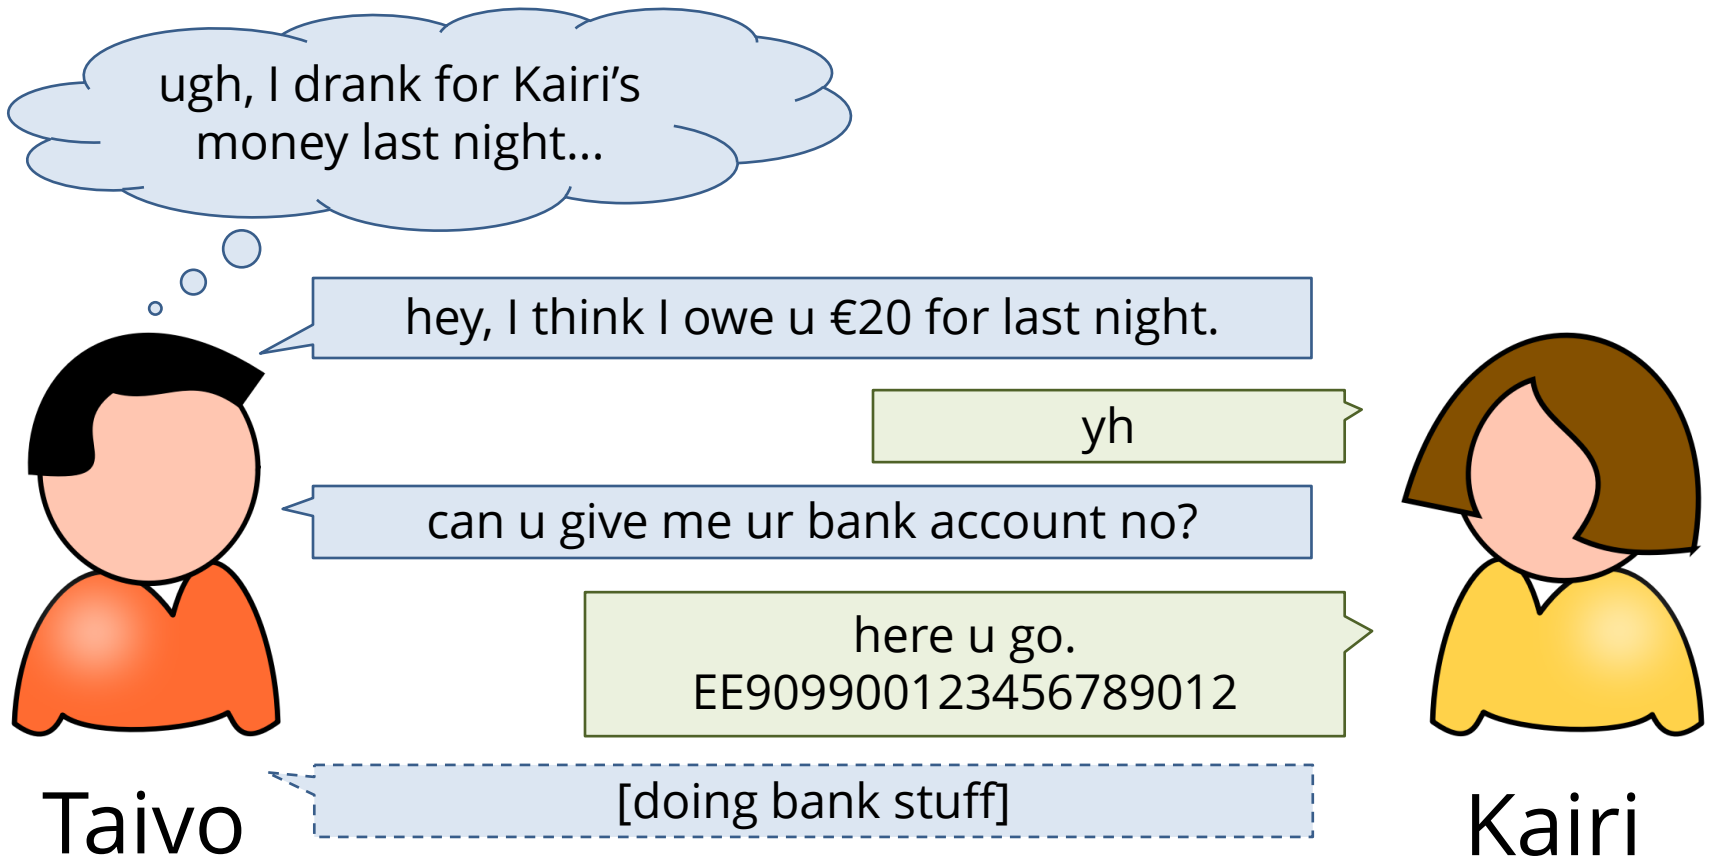 ugh, I drank for Kairi’s
money last night...
hey, I think I owe u €20 for last night.
yh
can u give me ur bank account no?
here u go.
EE909900123456789012
[doing bank stuff]
Taivo
Kairi